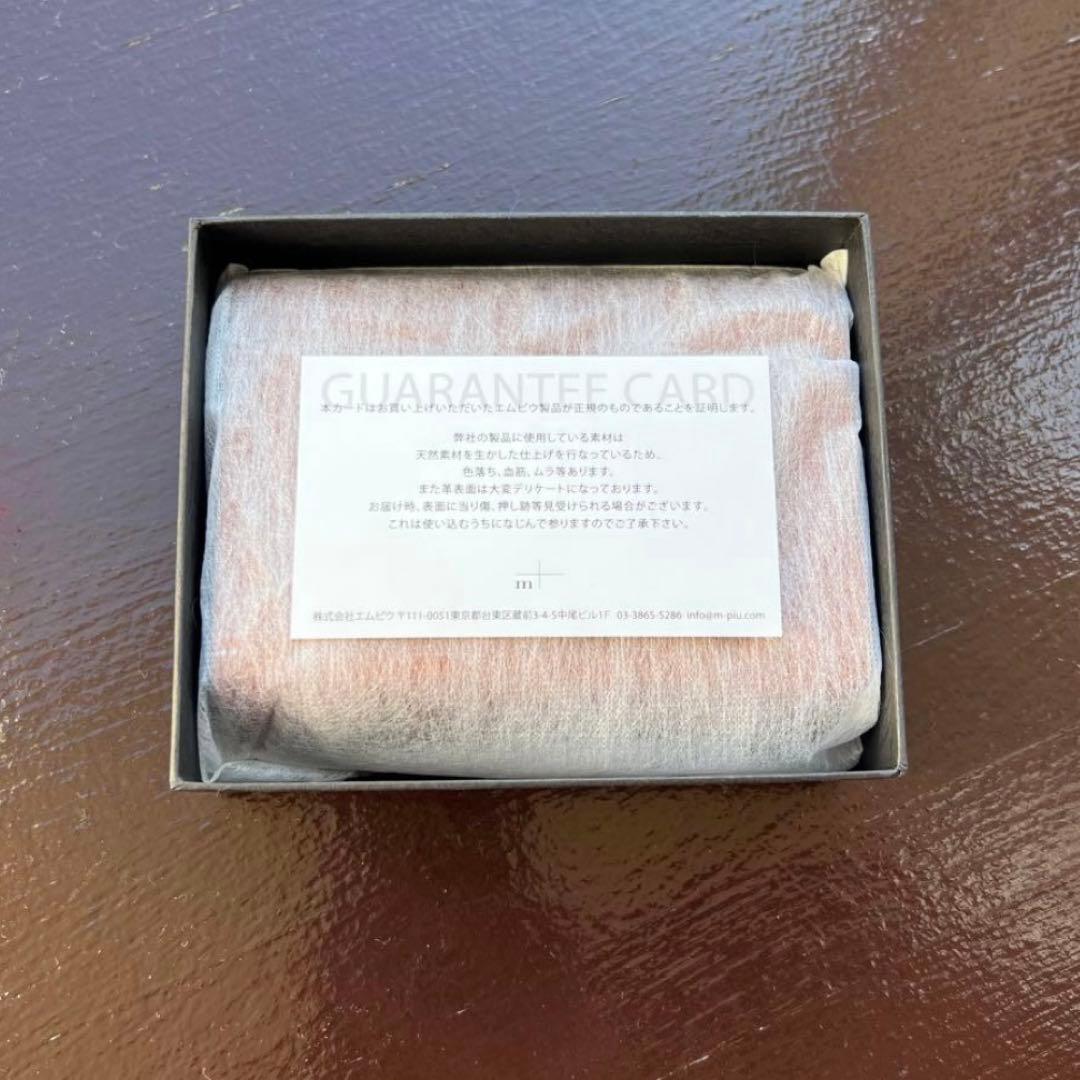 GUARANTEE CARD
本カードはお買い上げいただいたエムピウ製品が正規のものであることを証明します。
弊社の製品に使用している素材は
天然素材を生かした仕上げを行なっているため、
色落ち、血筋、ムラ等あります。
また革表面は大変デリケートになっております。
お届け時、表面に当り傷、押し跡等見受けられる場合がございます。
これは使い込むうちになじんで参りますのでご了承下さい。
m+
株式会社エムピウ 〒111-0051東京都台東区蔵前3-4-5中尾ビル1F 03-3865-5286 info@m-piu.com